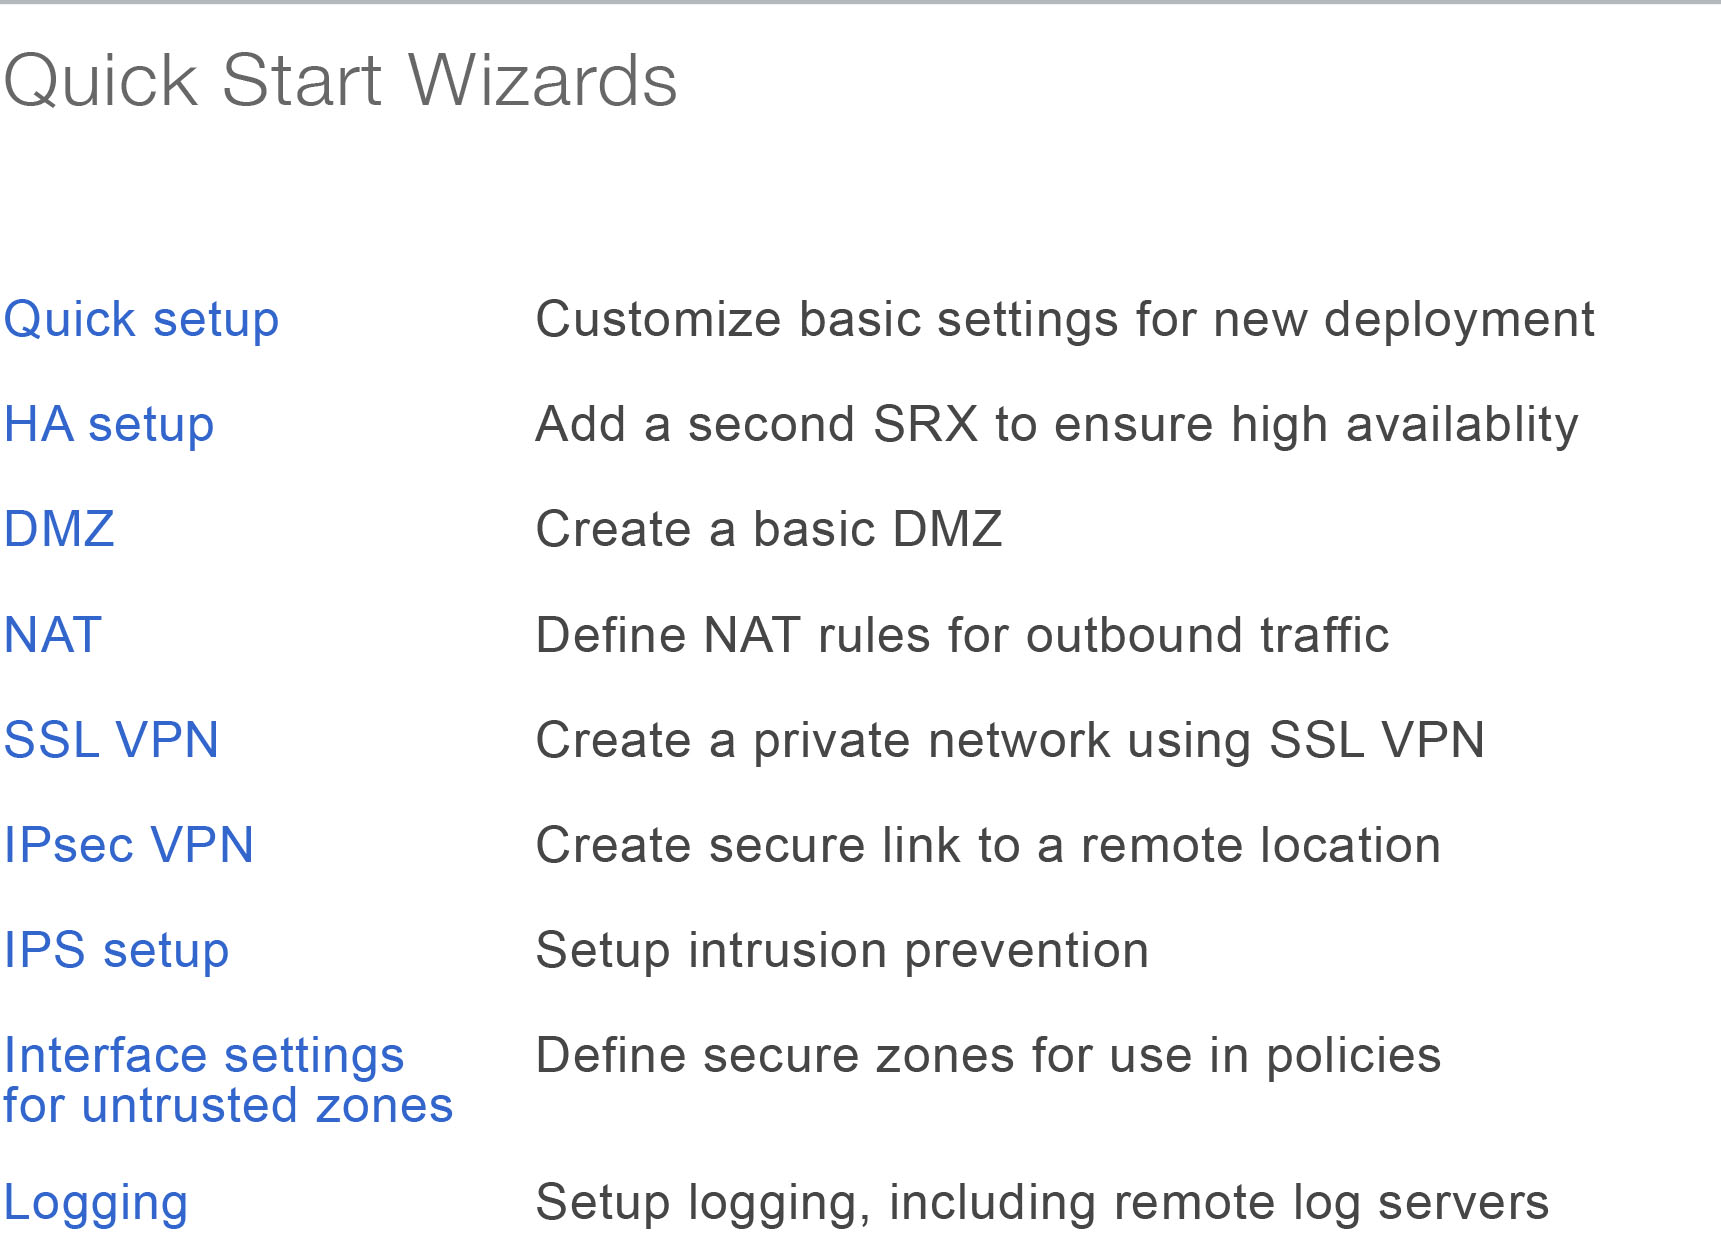 Quick Start Wizards
Quick setup Customize basic settings for new deployment
HA setup Add a second SRX to ensure high availablity
DMZ Create a basic DMZ
NAT Define NAT rules for outbound traffic
SSL VPN Create a private network using SSL VPN
IPsec VPN Create secure link to a remote location
IPS setup Setup intrusion prevention
Interface settings Define secure zones for use in policies
for untrusted zones
Logging Setup logging, including remote log servers